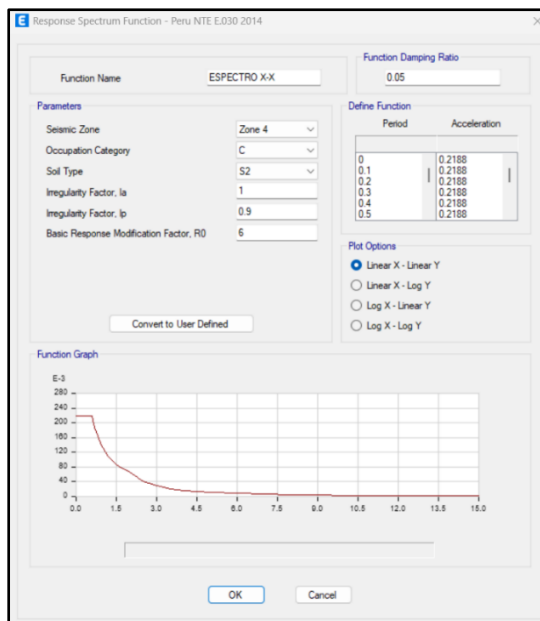 E Response Spectrum Function - Peru NTE E.030 2014
Function Name ESPECTRO X-X
Function Damping Ratio
0.05
Parameters
Seismic Zone Zone 4
Occupation Category C
Soil Type S2
Irregularity Factor, Ia 1
Irregularity Factor, Ip 0.9
Basic Response Modification Factor, R0 6
Convert to User Defined
Define Function
Period Acceleration
0 0.2188
0.1 0.2188
0.2 0.2188
0.3 0.2188
0.4 0.2188
0.5 0.2188
Plot Options
Linear X - Linear Y
Linear X - Log Y
Log X - Linear Y
Log X - Log Y
Function Graph
E-3
280
240
200
160
120
80
40
0
0.0 1.5 3.0 4.5 6.0 7.5 9.0 10.5 12.0 13.5 15.0
OK Cancel